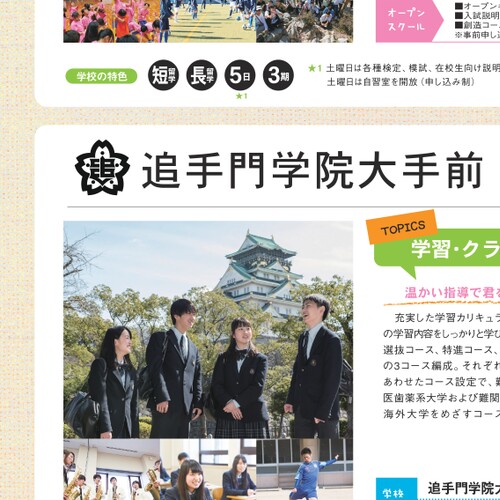 オープン
スクール
■オープン
■入試説明
■創造コー
※事前申し
学校の特色
短留学
長留学
5日
3期
★1
★1 土曜日は各種検定、模試、在校生向け説明
土曜日は自習室を開放（申し込み制）
追手門学院大手前
TOPICS
学習・クラ
温かい指導で君を
充実した学習カリキュラ
の学習内容をしっかりと学び
選抜コース、特進コース、
の3コース編成。それぞれ
あわせたコース設定で、難
医歯薬系大学および難関
海外大学をめざすコース
学校
追手門学院大